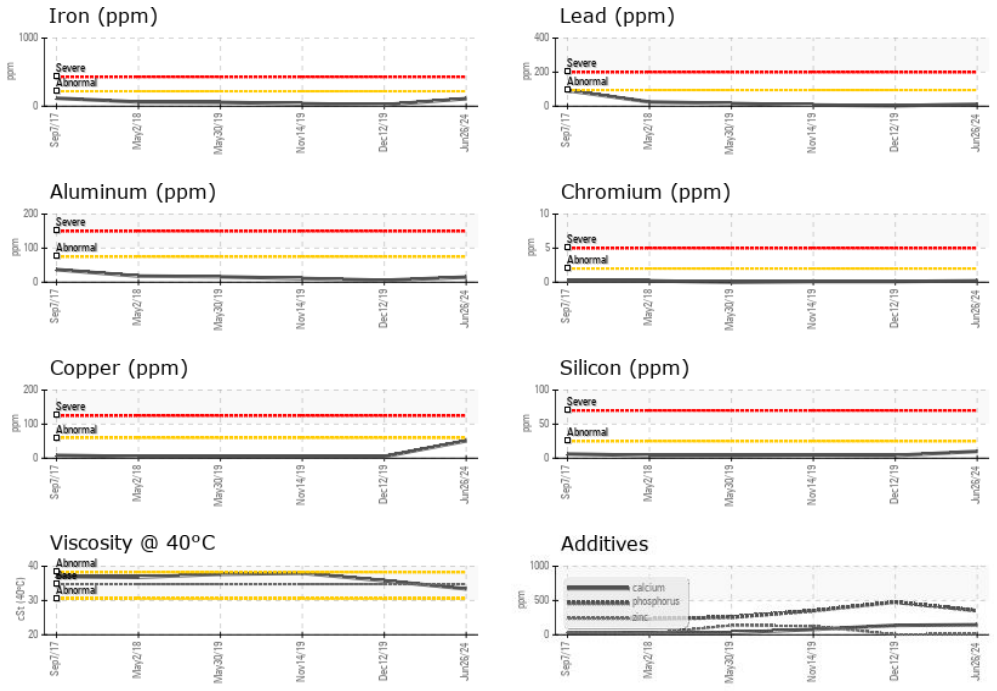 Iron (ppm)
1000
500
0
ppm
Severe
Abnormal
Sep7/17
May2/18
May30/19
Nov14/19
Dec12/19
Jun26/24
Lead (ppm)
400
200
0
ppm
Severe
Abnormal
Sep7/17
May2/18
May30/19
Nov14/19
Dec12/19
Jun26/24
Aluminum (ppm)
200
100
0
ppm
Severe
Abnormal
Sep7/17
May2/18
May30/19
Nov14/19
Dec12/19
Jun26/24
Chromium (ppm)
10
5
0
ppm
Severe
Abnormal
Sep7/17
May2/18
May30/19
Nov14/19
Dec12/19
Jun26/24
Copper (ppm)
200
100
0
ppm
Severe
Abnormal
Sep7/17
May2/18
May30/19
Nov14/19
Dec12/19
Jun26/24
Silicon (ppm)
100
50
0
ppm
Severe
Abnormal
Sep7/17
May2/18
May30/19
Nov14/19
Dec12/19
Jun26/24
Viscosity @ 40°C
40
30
20
cSt (40°C)
Abnormal
Base
Abnormal
Sep7/17
May2/18
May30/19
Nov14/19
Dec12/19
Jun26/24
Additives
1000
500
0
ppm
calcium
phosphorus
zinc
Sep7/17
May2/18
May30/19
Nov14/19
Dec12/19
Jun26/24